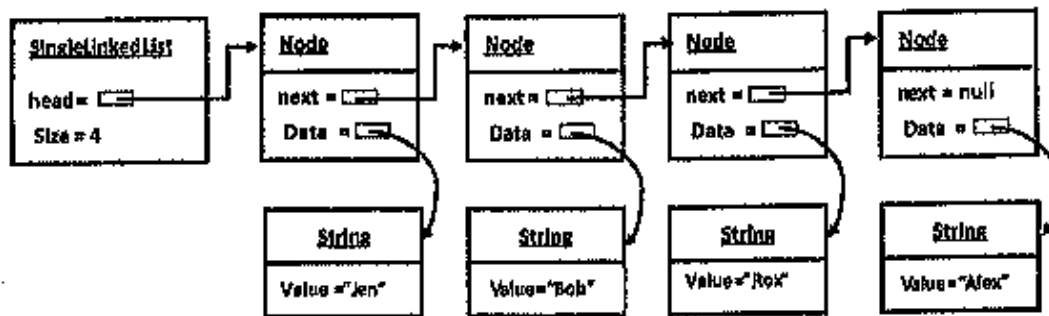 SingleLinkedList
head =
Size = 4
Node
next =
Data =
Node
next =
Data =
Node
next =
Data =
Node
next = null
Data =
String
Value ="Jen"
String
Value="Bob"
String
Value="Rox"
String
Value="Alex"